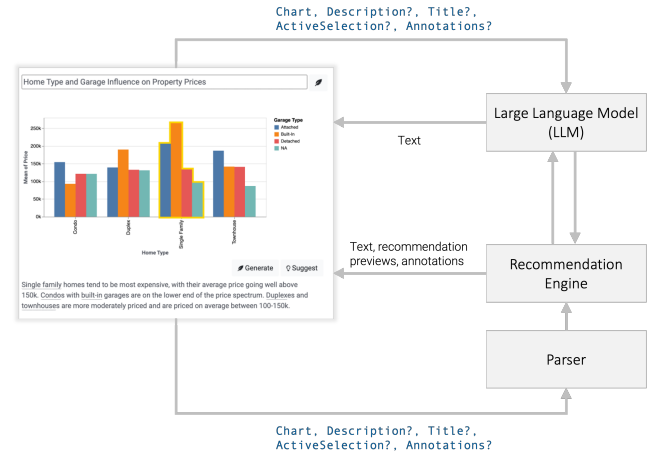 Chart, Description?, Title?,
ActiveSelection?, Annotations?
Home Type and Garage Influence on Property Prices
Large Language Model
(LLM)
Text
Garage Type
Attached
Built-In
Detached
NA
Mean of Price
250k
200k
150k
100k
50k
0k
Condo
Duplex
Single Family
Townhouse
Home Type
Generate
Suggest
Text, recommendation
previews, annotations
Recommendation
Engine
Single family homes tend to be most expensive, with their average price going well above
150k. Condos with built-in garages are on the lower end of the price spectrum. Duplexes and
townhouses are more moderately priced and are priced on average between 100-150k.
Parser
Chart, Description?, Title?,
ActiveSelection?, Annotations?